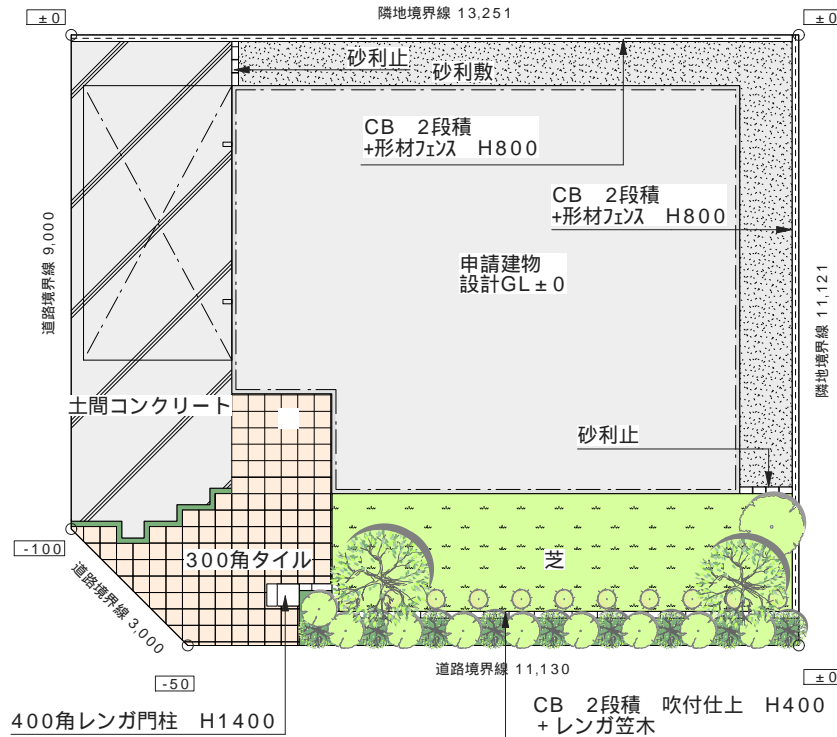 ±0
隣地境界線 13,251
±0
砂利止
砂利敷
CB 2段積
+形材フェンス H800
CB 2段積
+形材フェンス H800
申請建物
設計GL±0
道路境界線 9,000
隣地境界線 11,121
土間コンクリート
砂利止
-100
300角タイル
芝
道路境界線 3,000
道路境界線 11,130
-50
±0
400角レンガ門柱 H1400
CB 2段積 吹付仕上 H400
+レンガ笠木